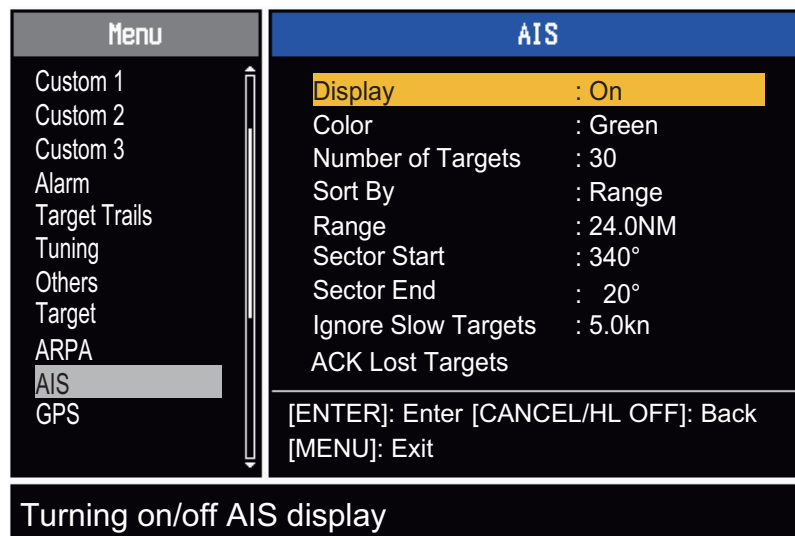 Menu
Custom 1
Custom 2
Custom 3
Alarm
Target Trails
Tuning
Others
Target
ARPA
AIS
GPS
AIS
Display : On
Color : Green
Number of Targets : 30
Sort By : Range
Range : 24.0NM
Sector Start : 340°
Sector End : 20°
Ignore Slow Targets : 5.0kn
ACK Lost Targets
[ENTER]: Enter [CANCEL/HL OFF]: Back
[MENU]: Exit
Turning on/off AIS display